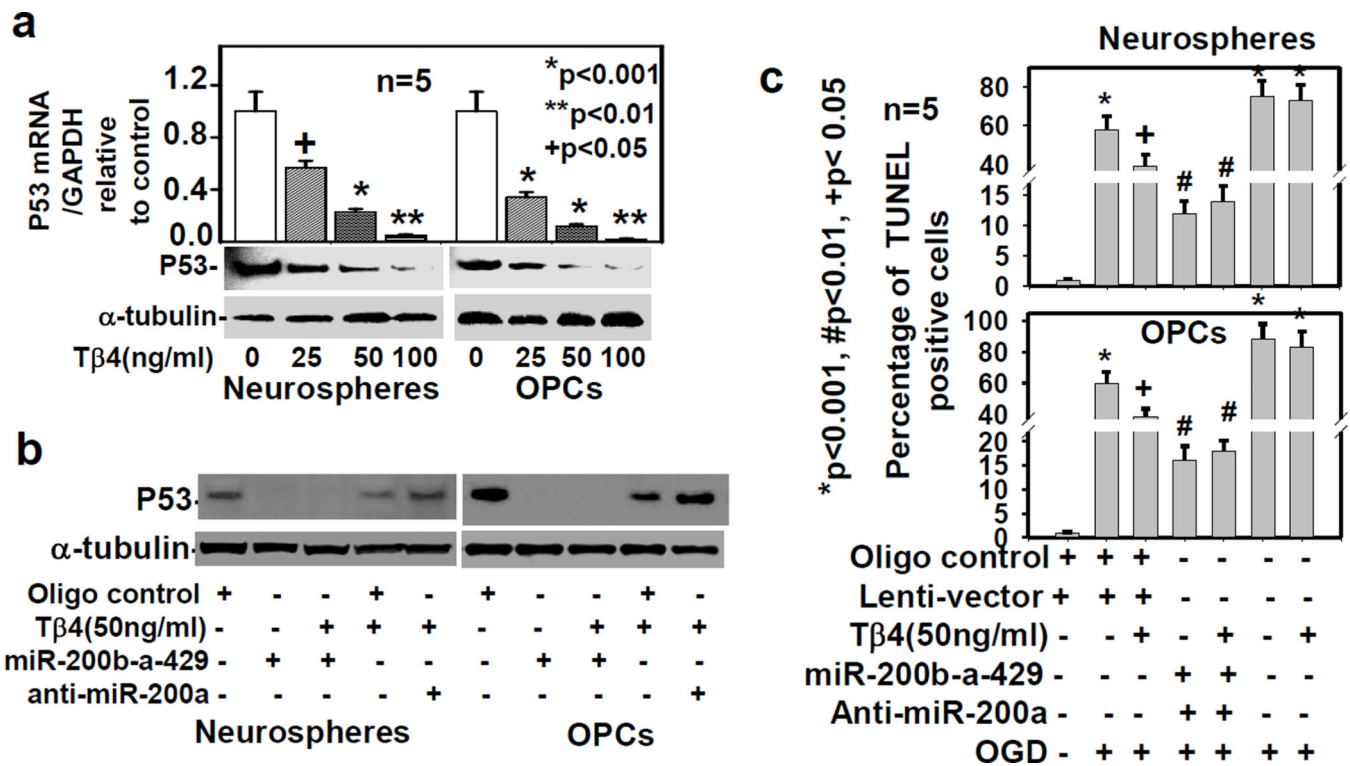 a
P53 mRNA
/GAPDH
relative
to control
1.2
0.8
0.4
0.0
n=5
*p<0.001
**p<0.01
+p<0.05
+ * ** * * **
P53-
α-tubulin-
Tβ4(ng/ml) 0 25 50 100 0 25 50 100
Neurospheres OPCs
b
P53-
α-tubulin-
Oligo control + - - + - + - - + -
Tβ4(50ng/ml) - - + + + - - + + +
miR-200b-a-429 - + + - - - + + - -
anti-miR-200a - - - - + - - - - +
Neurospheres OPCs
c
*p<0.001, #p<0.01, +p< 0.05
Percentage of TUNEL
positive cells
n=5
Neurospheres
80
60
40
15
10
5
0
* + # # * *
OPCs
100
80
60
40
20
15
10
5
0
* + # # * *
Oligo control + + + - - - -
Lenti-vector + + + - - - -
Tβ4(50ng/ml) - - + - + - +
miR-200b-a-429 - - - + + - -
Anti-miR-200a - - - + + - -
OGD - + + + + + +